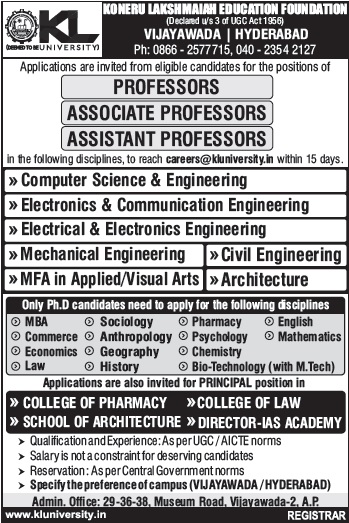 KONERU LAKSHMAIAH EDUCATION FOUNDATION
(Declared u/s 3 of UGC Act 1956)
KL
(DEEMED TO BE UNIVERSITY)
VIJAYAWADA | HYDERABAD
Ph: 0866 - 2577715, 040 - 2354 2127
Applications are invited from eligible candidates for the positions of
PROFESSORS
ASSOCIATE PROFESSORS
ASSISTANT PROFESSORS
in the following disciplines, to reach careers@kluniversity.in within 15 days.
» Computer Science & Engineering
» Electronics & Communication Engineering
» Electrical & Electronics Engineering
» Mechanical Engineering » Civil Engineering
» MFA in Applied/Visual Arts » Architecture
Only Ph.D candidates need to apply for the following disciplines
MBA Sociology Pharmacy English
Commerce Anthropology Psychology Mathematics
Economics Geography Chemistry
Law History Bio-Technology (with M.Tech)
Applications are also invited for PRINCIPAL position in
» COLLEGE OF PHARMACY » COLLEGE OF LAW
» SCHOOL OF ARCHITECTURE » DIRECTOR-IAS ACADEMY
➤ Qualification and Experience: As per UGC / AICTE norms
➤ Salary is not a constraint for deserving candidates
➤ Reservation : As per Central Government norms
➤ Specify the preference of campus (VIJAYAWADA / HYDERABAD)
Admin. Office: 29-36-38, Museum Road, Vijayawada-2, A.P.
www.kluniversity.in REGISTRAR